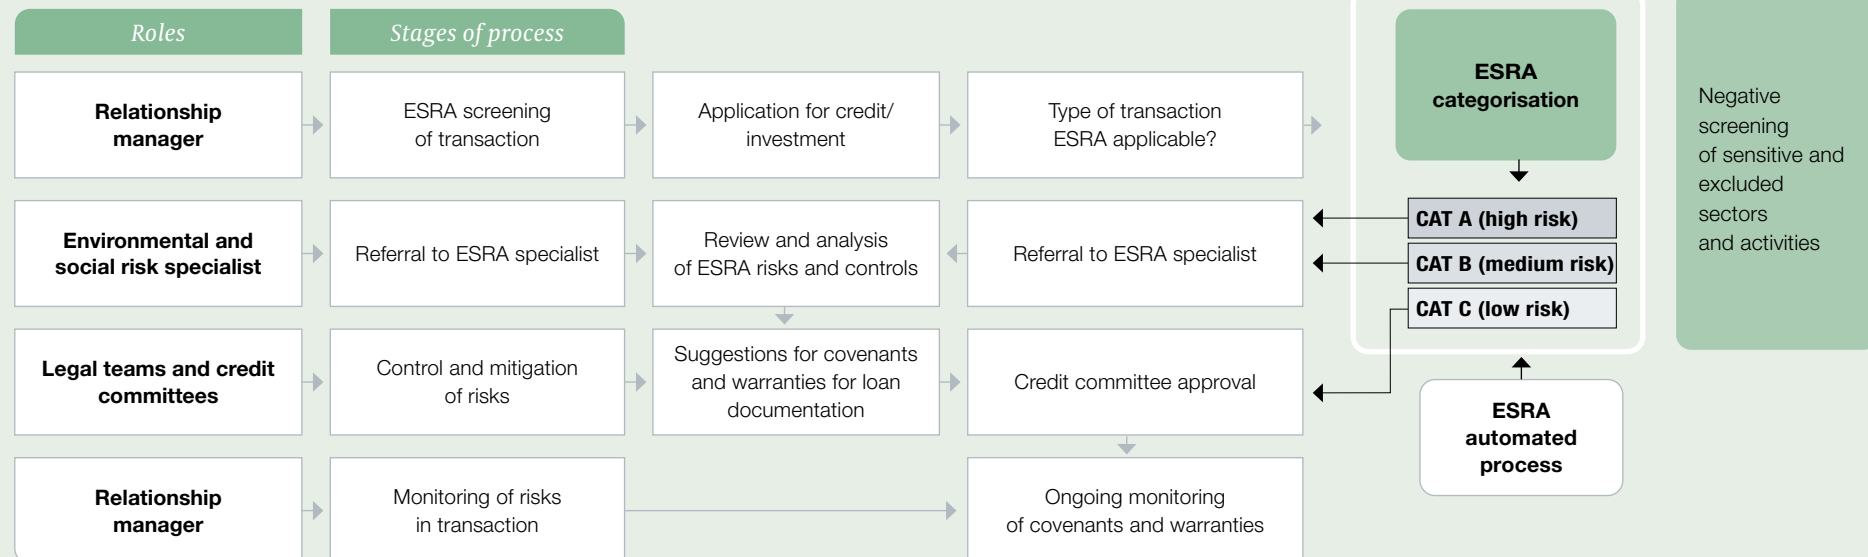 Roles
Stages of process
Relationship
manager
ESRA screening
of transaction
Application for credit/
investment
Type of transaction
ESRA applicable?
ESRA
categorisation
Negative
screening
of sensitive and
excluded
sectors
and activities
Environmental and
social risk specialist
Referral to ESRA specialist
Review and analysis
of ESRA risks and controls
Referral to ESRA specialist
CAT A (high risk)
CAT B (medium risk)
CAT C (low risk)
Legal teams and credit
committees
Control and mitigation
of risks
Suggestions for covenants
and warranties for loan
documentation
Credit committee approval
ESRA
automated
process
Relationship
manager
Monitoring of risks
in transaction
Ongoing monitoring
of covenants and warranties